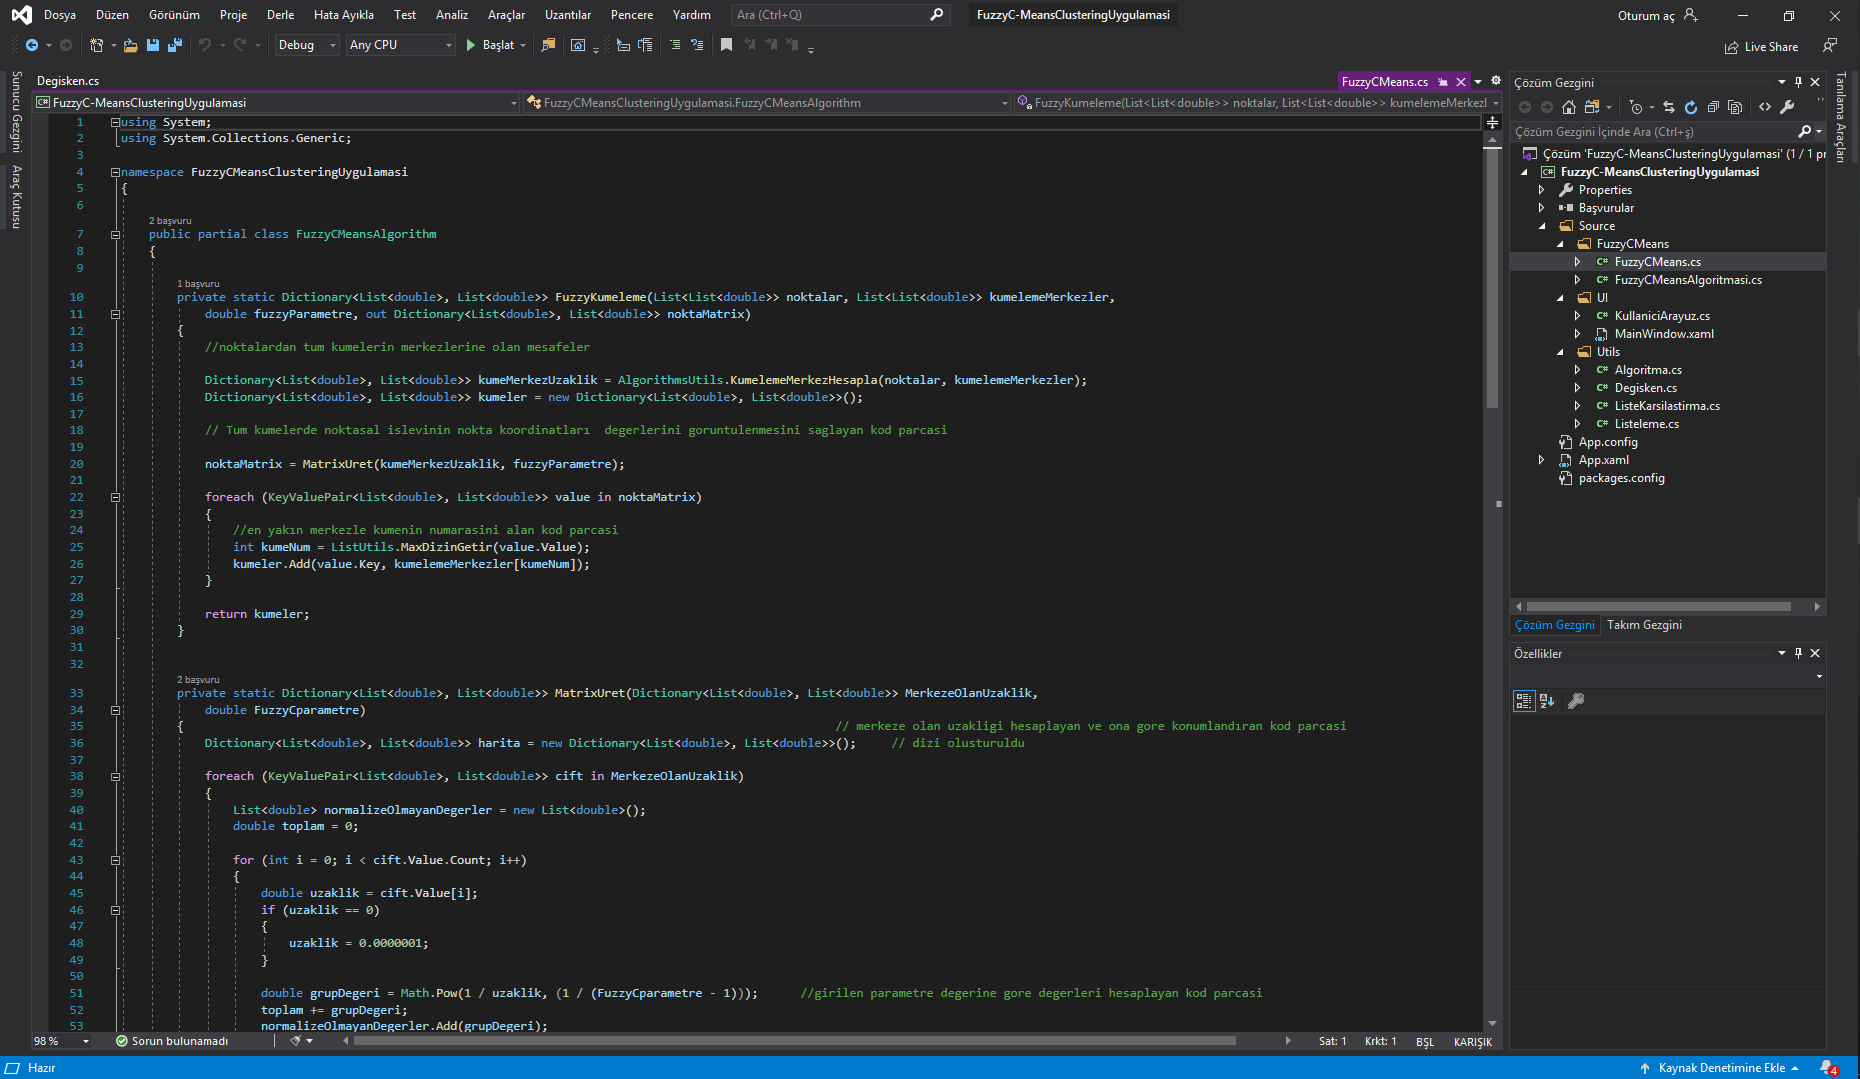 Dosya Düzen Görünüm Proje Derle Hata Ayıkla Test Analiz Araçlar Uzantılar Pencere Yardım Ara (Ctrl+Q) FuzzyC-MeansClusteringUygulamasi Oturum aç
Debug Any CPU Başlat Live Share
Sunucu Gezgini
Araç Kutusu
Degisken.cs FuzzyCMeans.cs
FuzzyC-MeansClusteringUygulamasi FuzzyCMeansClusteringUygulamasi.FuzzyCMeansAlgorithm FuzzyKumeleme(List<List<double>> noktalar, List<List<double>> kumelemeMerkezl
1 using System;
2 using System.Collections.Generic;
3
4 namespace FuzzyCMeansClusteringUygulamasi
5 {
6
2 başvuru
7 public partial class FuzzyCMeansAlgorithm
8 {
9
1 başvuru
10 private static Dictionary<List<double>, List<double>> FuzzyKumeleme(List<List<double>> noktalar, List<List<double>> kumelemeMerkezler,
11 double fuzzyParametre, out Dictionary<List<double>, List<double>> noktaMatrix)
12 {
13 //noktalardan tum kumelerin merkezlerine olan mesafeler
14
15 Dictionary<List<double>, List<double>> kumeMerkezUzaklik = AlgorithmsUtils.KumelemeMerkezHesapla(noktalar, kumelemeMerkezler);
16 Dictionary<List<double>, List<double>> kumeler = new Dictionary<List<double>, List<double>>();
17
18 // Tum kumelerde noktasal islevinin nokta koordinatları  degerlerini goruntulenmesini saglayan kod parcasi
19
20 noktaMatrix = MatrixUret(kumeMerkezUzaklik, fuzzyParametre);
21
22 foreach (KeyValuePair<List<double>, List<double>> value in noktaMatrix)
23 {
24 //en yakın merkezle kumenin numarasini alan kod parcasi
25 int kumeNum = ListUtils.MaxDizinGetir(value.Value);
26 kumeler.Add(value.Key, kumelemeMerkezler[kumeNum]);
27 }
28
29 return kumeler;
30 }
31
32
2 başvuru
33 private static Dictionary<List<double>, List<double>> MatrixUret(Dictionary<List<double>, List<double>> MerkezeOlanUzaklik,
34 double FuzzyCparametre)
35 { // merkeze olan uzakligi hesaplayan ve ona gore konumlandıran kod parcasi
36 Dictionary<List<double>, List<double>> harita = new Dictionary<List<double>, List<double>>(); // dizi olusturuldu
37
38 foreach (KeyValuePair<List<double>, List<double>> cift in MerkezeOlanUzaklik)
39 {
40 List<double> normalizeOlmayanDegerler = new List<double>();
41 double toplam = 0;
42
43 for (int i = 0; i < cift.Value.Count; i++)
44 {
45 double uzaklik = cift.Value[i];
46 if (uzaklik == 0)
47 {
48 uzaklik = 0.0000001;
49 }
50
51 double grupDegeri = Math.Pow(1 / uzaklik, (1 / (FuzzyCparametre - 1))); //girilen parametre degerine gore degerleri hesaplayan kod parcasi
52 toplam += grupDegeri;
53 normalizeOlmayanDegerler.Add(grupDegeri);
98 % Sorun bulunamadı Sat: 1 Krkt: 1 BŞL KARIŞIK
Çözüm Gezgini
Çözüm Gezgini İçinde Ara (Ctrl+ş)
Çözüm 'FuzzyC-MeansClusteringUygulamasi' (1 / 1 pr
FuzzyC-MeansClusteringUygulamasi
Properties
Başvurular
Source
FuzzyCMeans
FuzzyCMeans.cs
FuzzyCMeansAlgoritmasi.cs
UI
KullaniciArayuz.cs
MainWindow.xaml
Utils
Algoritma.cs
Degisken.cs
ListeKarsilastirma.cs
Listeleme.cs
App.config
App.xaml
packages.config
Çözüm Gezgini Takım Gezgini
Özellikler
Tanılama Araçları
Hazır Kaynak Denetimine Ekle 4